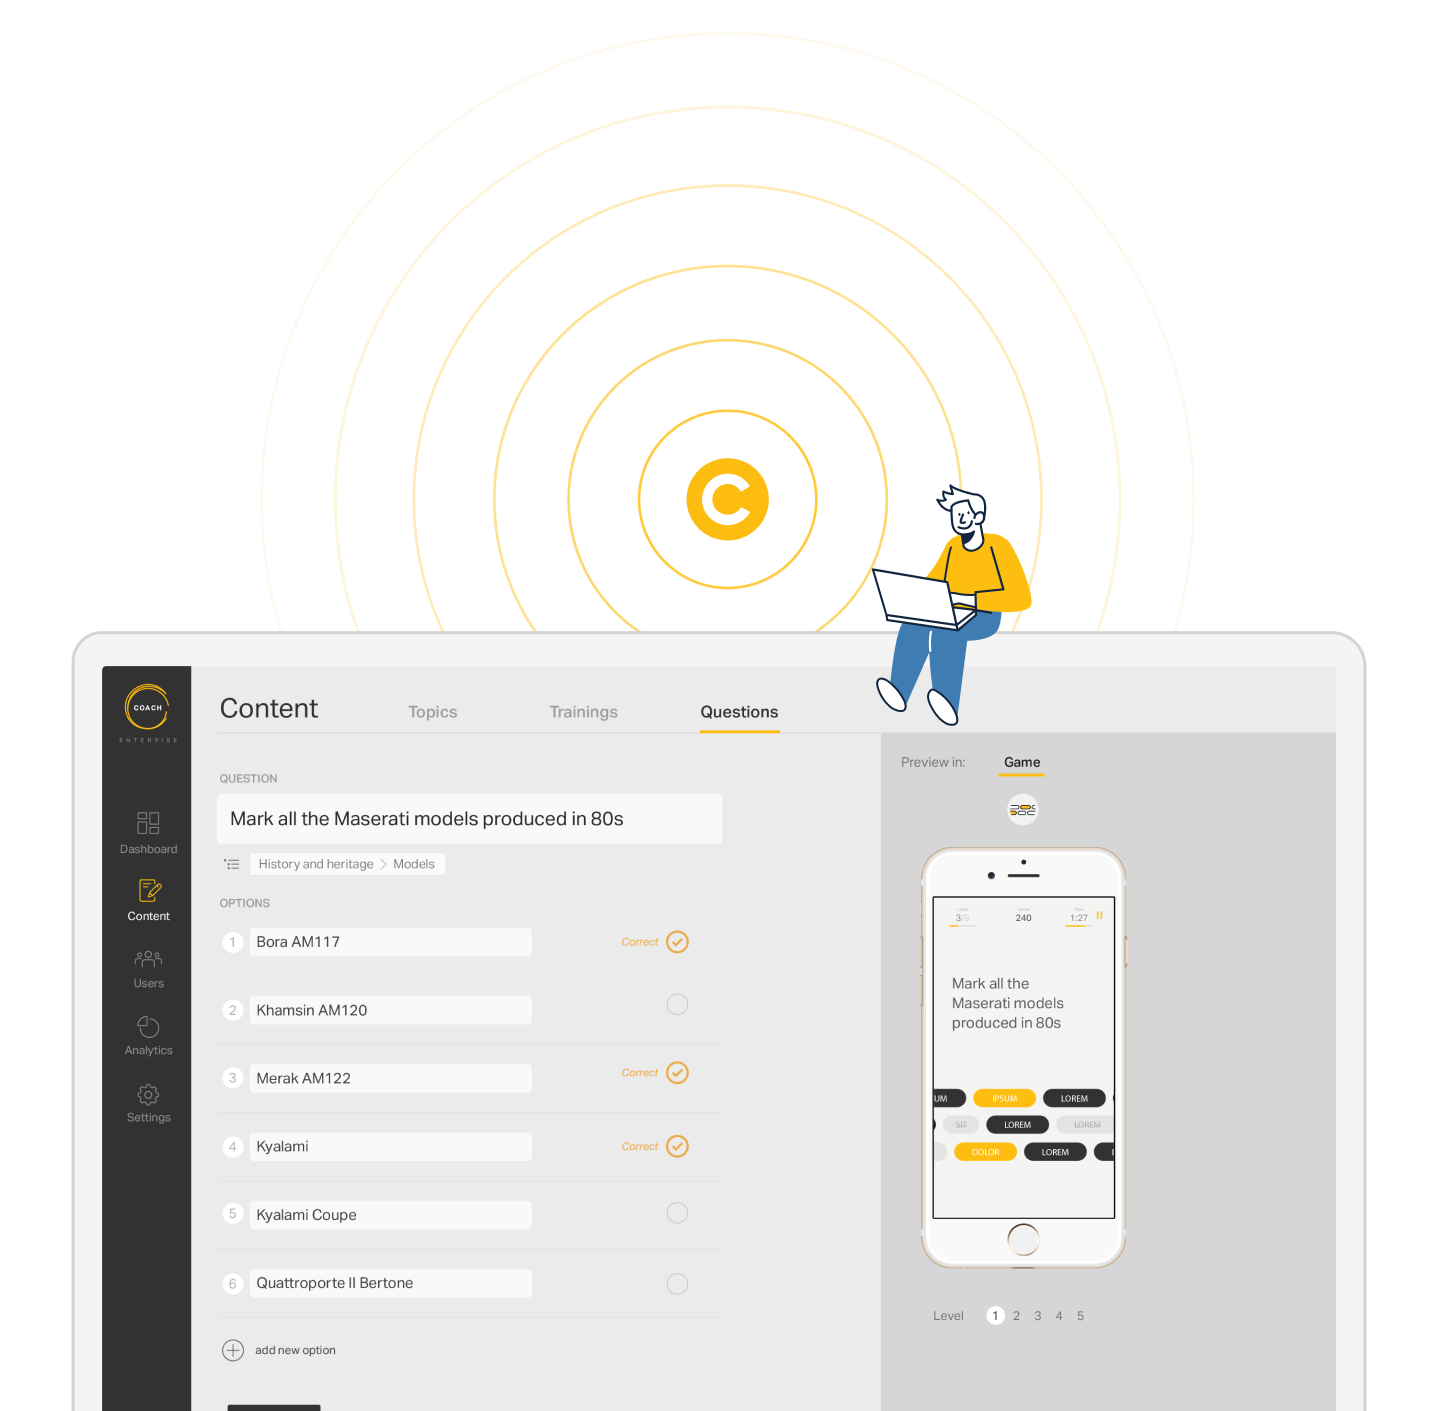 C
COACH
ENTERPISE
Dashboard
Content
Users
Analytics
Settings
Content
Topics
Trainings
Questions
QUESTION
Mark all the Maserati models produced in 80s
History and heritage > Models
OPTIONS
1 Bora AM117 Correct
2 Khamsin AM120
3 Merak AM122 Correct
4 Kyalami Correct
5 Kyalami Coupe
6 Quattroporte II Bertone
add new option
Preview in: Game
3/9 240 1:27
Mark all the
Maserati models
produced in 80s
UM IPSUM LOREM
SIT LOREM LOREM
DOLOR LOREM
Level 1 2 3 4 5